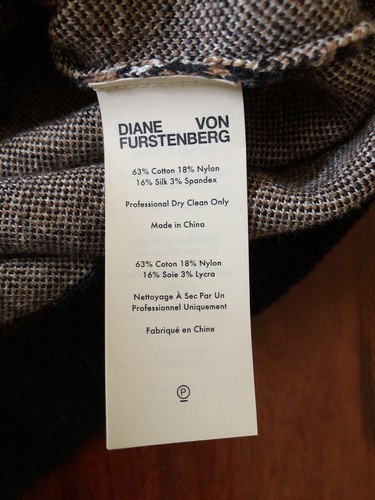 DIANE VON
FURSTENBERG
63% Cotton 18% Nylon
16% Silk 3% Spandex
Professional Dry Clean Only
Made in China
63% Coton 18% Nylon
16% Soie 3% Lycra
Nettoyage À Sec Par Un
Professionnel Uniquement
Fabriqué en Chine
P